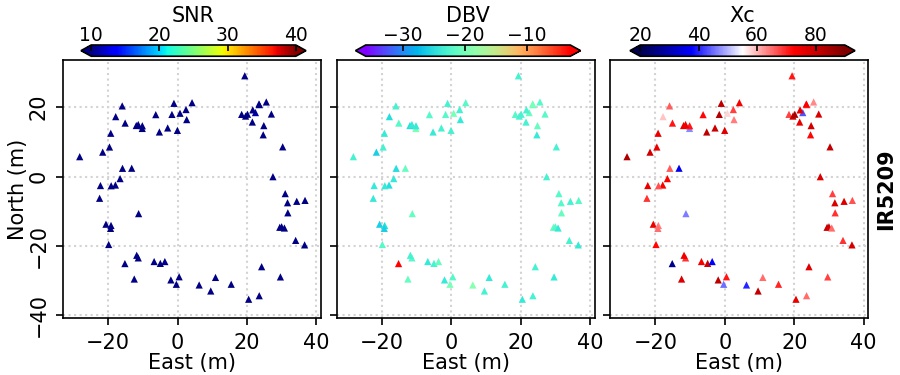 SNR DBV Xc
10 20 30 40 −30 −20 −10 20 40 60 80
20
0
−20
−40
North (m)
IR5209
−20 0 20 40 −20 0 20 40 −20 0 20 40
East (m) East (m) East (m)